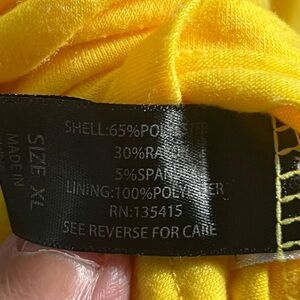 SHELL:65%POLYESTER
30%RA
5%SPAN
LINING:100%POLYESTER
RN:135415
SEE REVERSE FOR CARE
SIZE XL
MADE IN